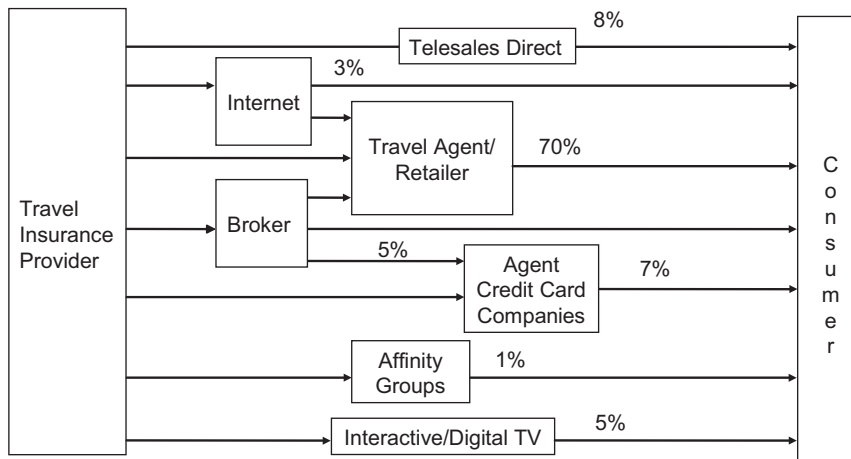 8%
Telesales Direct
3%
Internet
Travel Agent/
Retailer
70%
Travel
Insurance
Provider
Broker
5%
Agent
Credit Card
Companies
7%
Affinity
Groups
1%
Interactive/Digital TV
5%
C
o
n
s
u
m
e
r